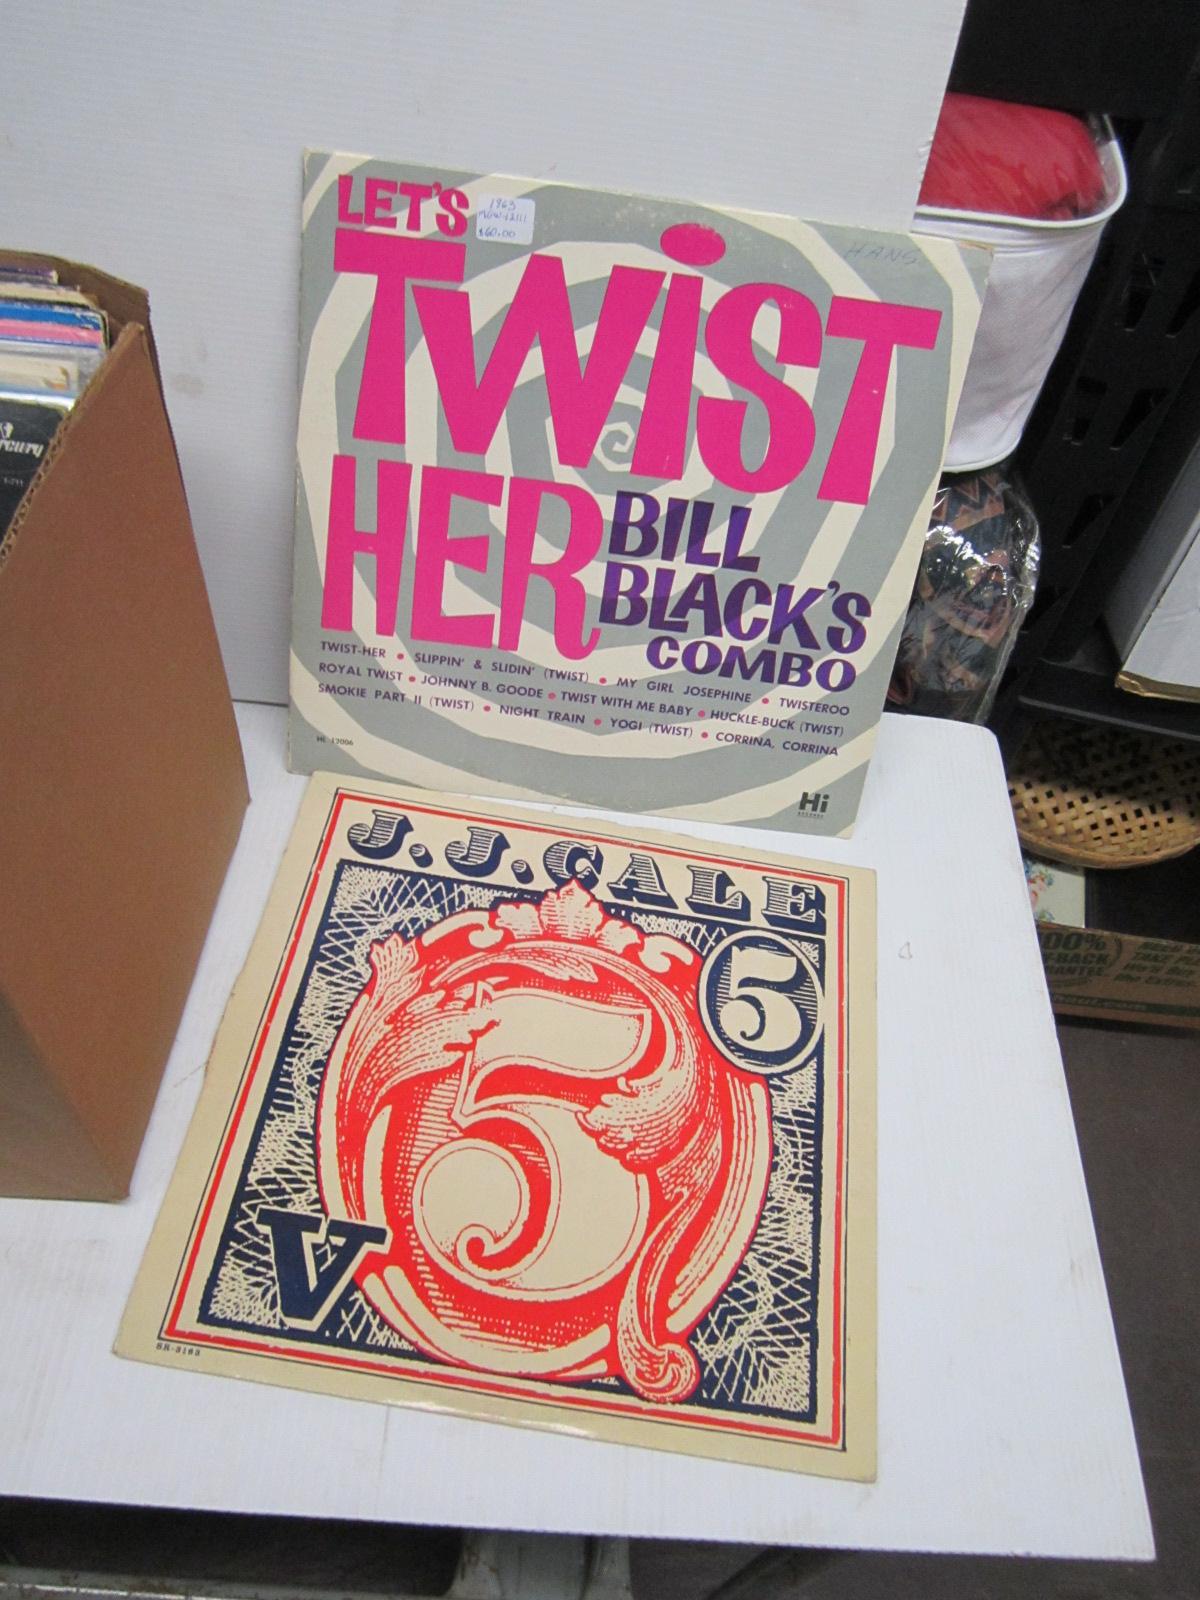 LET'S
1963
$60.00
HANS
TWiST
HER
BILL
BLACK'S
COMBO
TWIST-HER • SLIPPIN' & SLIDIN' (TWIST) • MY GIRL JOSEPHINE • TWISTEROO
ROYAL TWIST • JOHNNY B. GOODE • TWIST WITH ME BABY • HUCKLE-BUCK (TWIST)
SMOKIE PART II (TWIST) • NIGHT TRAIN • YOGI (TWIST) • CORRINA, CORRINA
HL 12006
Hi
RECORDS
J.J.CALE
5
5
V
SR-3163
100%